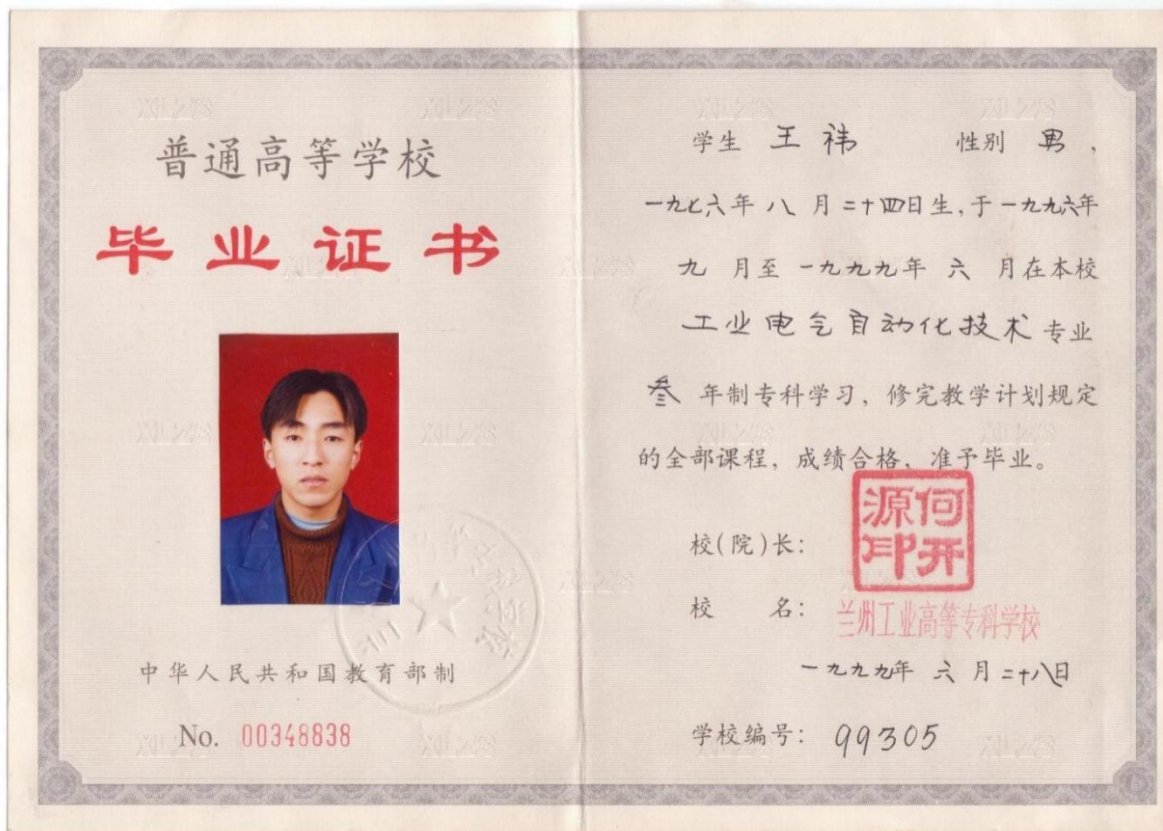 普通高等学校
毕业证书
中华人民共和国教育部制
No. 00348838
学生 王祎 性别 男,
一九七六年 八 月二十四日生,于一九九六年
九 月至 一九九九年 六 月在本校
工业电气自动化技术 专业
叁 年制专科学习, 修完教学计划规定
的全部课程, 成绩合格, 准予毕业。
校(院)长:
何开源印
校 名: 兰州工业高等专科学校
一九九九年 六 月二十八日
学校编号: 99305